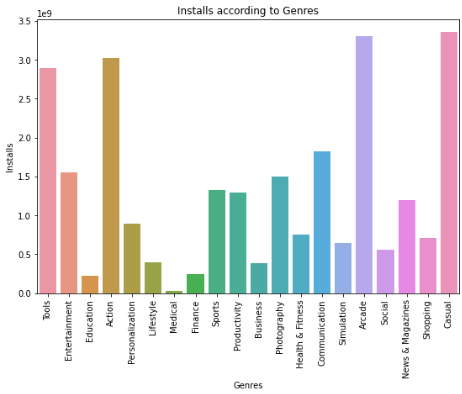 Installs according to Genres
1e9
3.5
3.0
2.5
2.0
1.5
1.0
0.5
0.0
Installs
Tools
Entertainment
Education
Action
Personalization
Lifestyle
Medical
Finance
Sports
Productivity
Business
Photography
Health & Fitness
Communication
Simulation
Arcade
Social
News & Magazines
Shopping
Casual
Genres